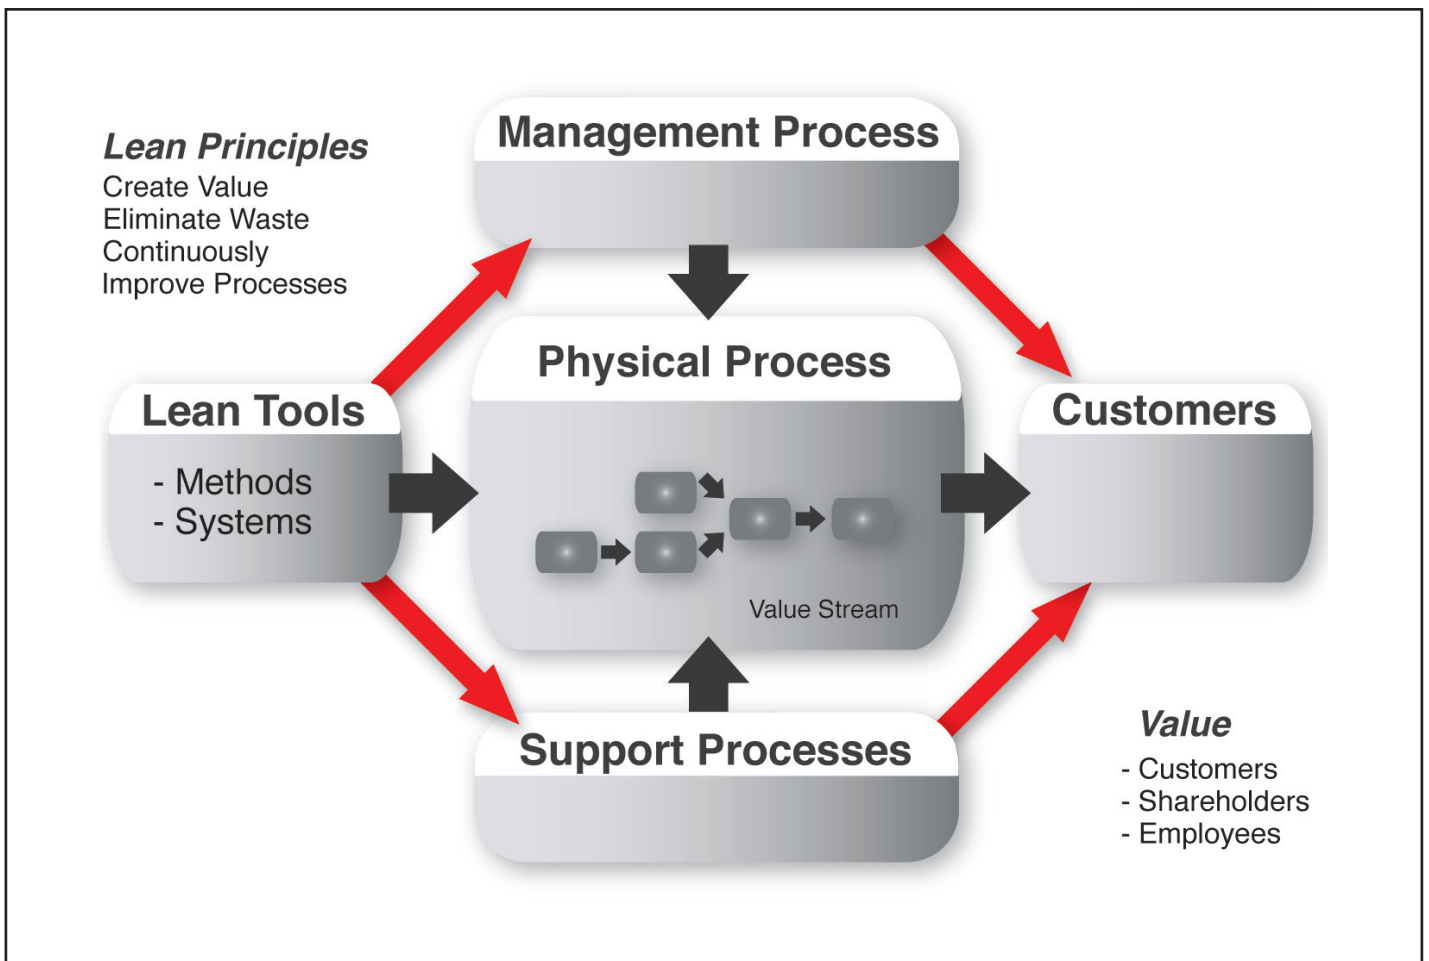 Management Process
Lean Principles
Create Value
Eliminate Waste
Continuously
Improve Processes
Physical Process
Lean Tools
- Methods
- Systems
Customers
Value Stream
Support Processes
Value
- Customers
- Shareholders
- Employees